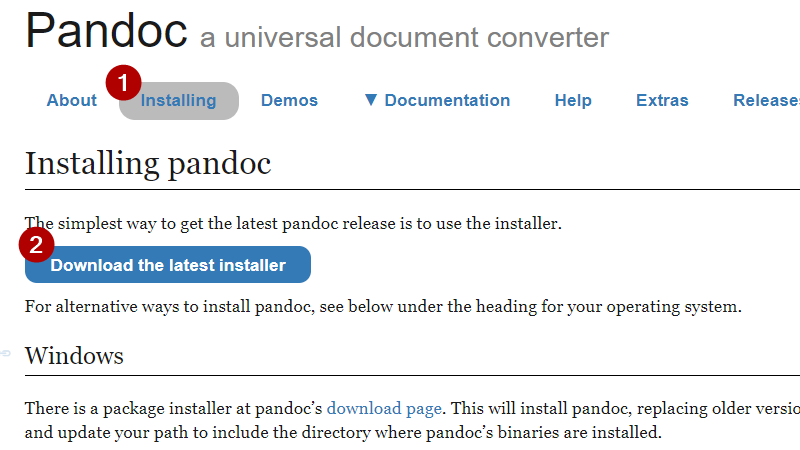 Pandoc a universal document converter
1
About Installing Demos ▼ Documentation Help Extras Releases
Installing pandoc
The simplest way to get the latest pandoc release is to use the installer.
2
Download the latest installer
For alternative ways to install pandoc, see below under the heading for your operating system.
Windows
There is a package installer at pandoc’s download page. This will install pandoc, replacing older versio
and update your path to include the directory where pandoc’s binaries are installed.